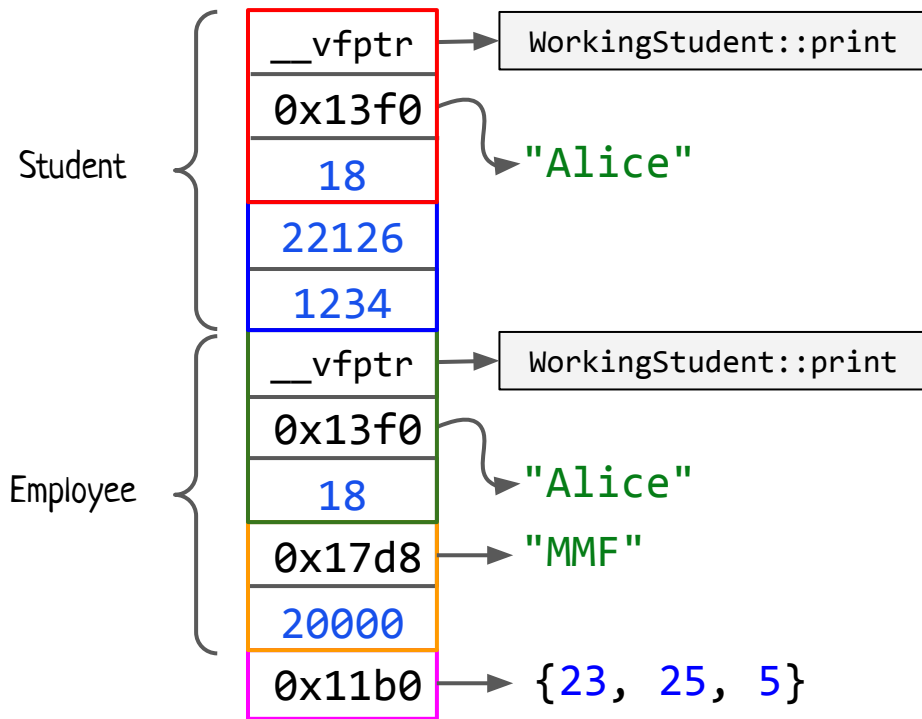 __vfptr
WorkingStudent::print
0x13f0
"Alice"
Student
18
22126
1234
__vfptr
WorkingStudent::print
0x13f0
"Alice"
Employee
18
0x17d8
"MMF"
20000
0x11b0
{23, 25, 5}